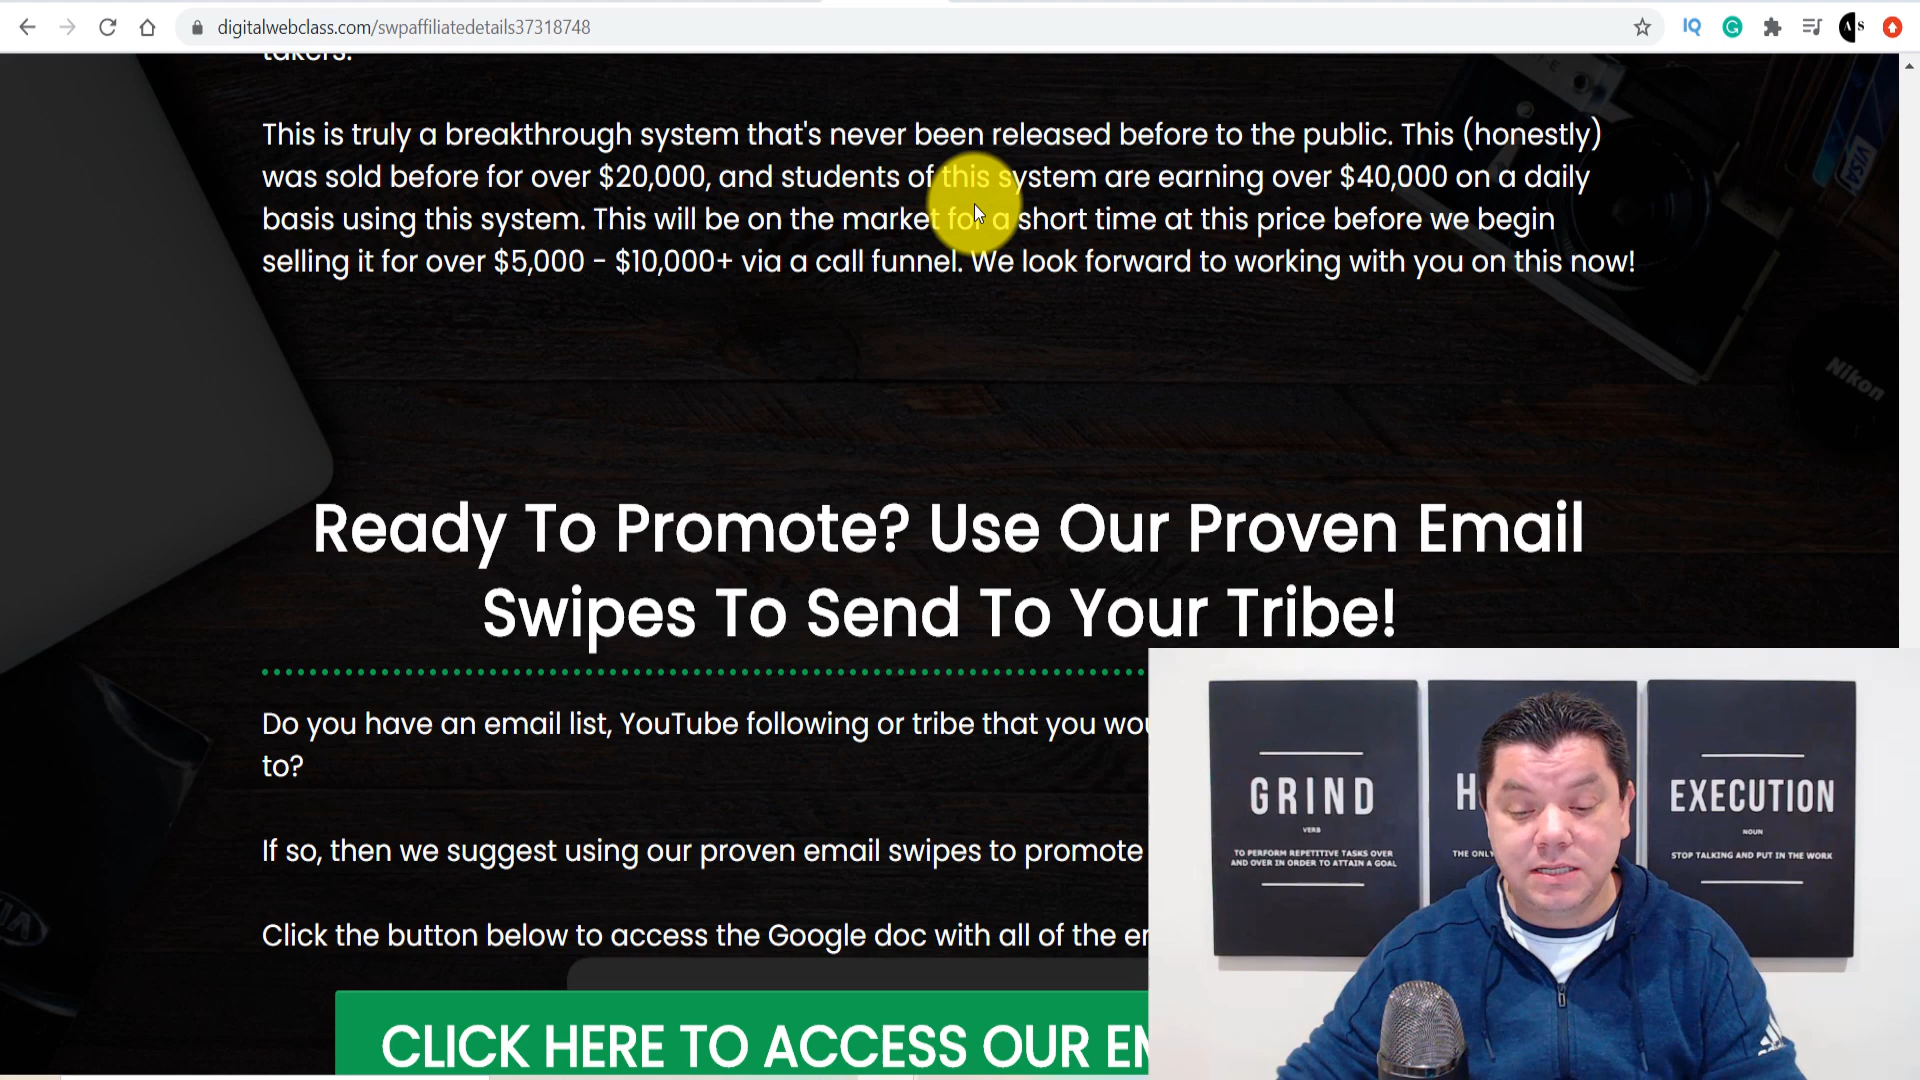 digitalwebclass.com/swpaffiliatedetails37318748
IQ
A S
takers.
This is truly a breakthrough system that's never been released before to the public. This (honestly)
was sold before for over $20,000, and students of this system are earning over $40,000 on a daily
basis using this system. This will be on the market for a short time at this price before we begin
selling it for over $5,000 - $10,000+ via a call funnel. We look forward to working with you on this now!
VISA
Nikon
Ready To Promote? Use Our Proven Email
Swipes To Send To Your Tribe!
Do you have an email list, YouTube following or tribe that you
to?
If so, then we suggest using our proven email swipes to promote
Click the button below to access the Google doc with all of the
CLICK HERE TO ACCESS OUR
GRIND
VERB
TO PERFORM REPETITIVE TASKS OVER
AND OVER IN ORDER TO ATTAIN A GOAL
THE
EXECUTION
NOUN
STOP TALKING AND PUT IN THE WORK